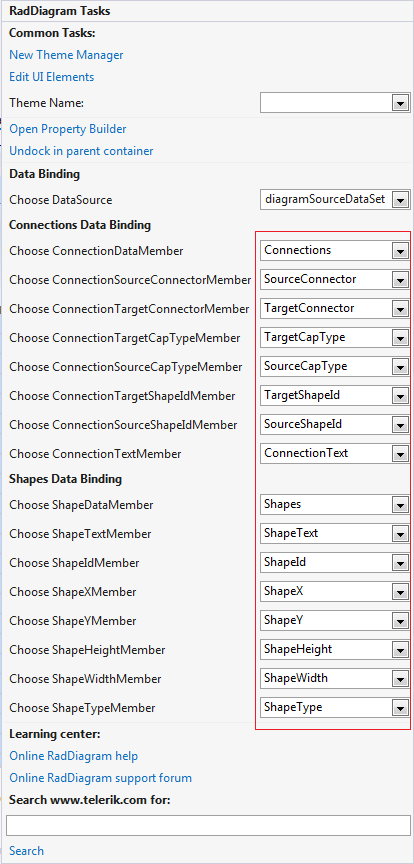 RadDiagram Tasks
Common Tasks:
New Theme Manager
Edit UI Elements
Theme Name:
Open Property Builder
Undock in parent container
Data Binding
Choose DataSource diagramSourceDataSet
Connections Data Binding
Choose ConnectionDataMember Connections
Choose ConnectionSourceConnectorMember SourceConnector
Choose ConnectionTargetConnectorMember TargetConnector
Choose ConnectionTargetCapTypeMember TargetCapType
Choose ConnectionSourceCapTypeMember SourceCapType
Choose ConnectionTargetShapeIdMember TargetShapeId
Choose ConnectionSourceShapeIdMember SourceShapeId
Choose ConnectionTextMember ConnectionText
Shapes Data Binding
Choose ShapeDataMember Shapes
Choose ShapeTextMember ShapeText
Choose ShapeIdMember ShapeId
Choose ShapeXMember ShapeX
Choose ShapeYMember ShapeY
Choose ShapeHeightMember ShapeHeight
Choose ShapeWidthMember ShapeWidth
Choose ShapeTypeMember ShapeType
Learning center:
Online RadDiagram help
Online RadDiagram support forum
Search www.telerik.com for:
Search